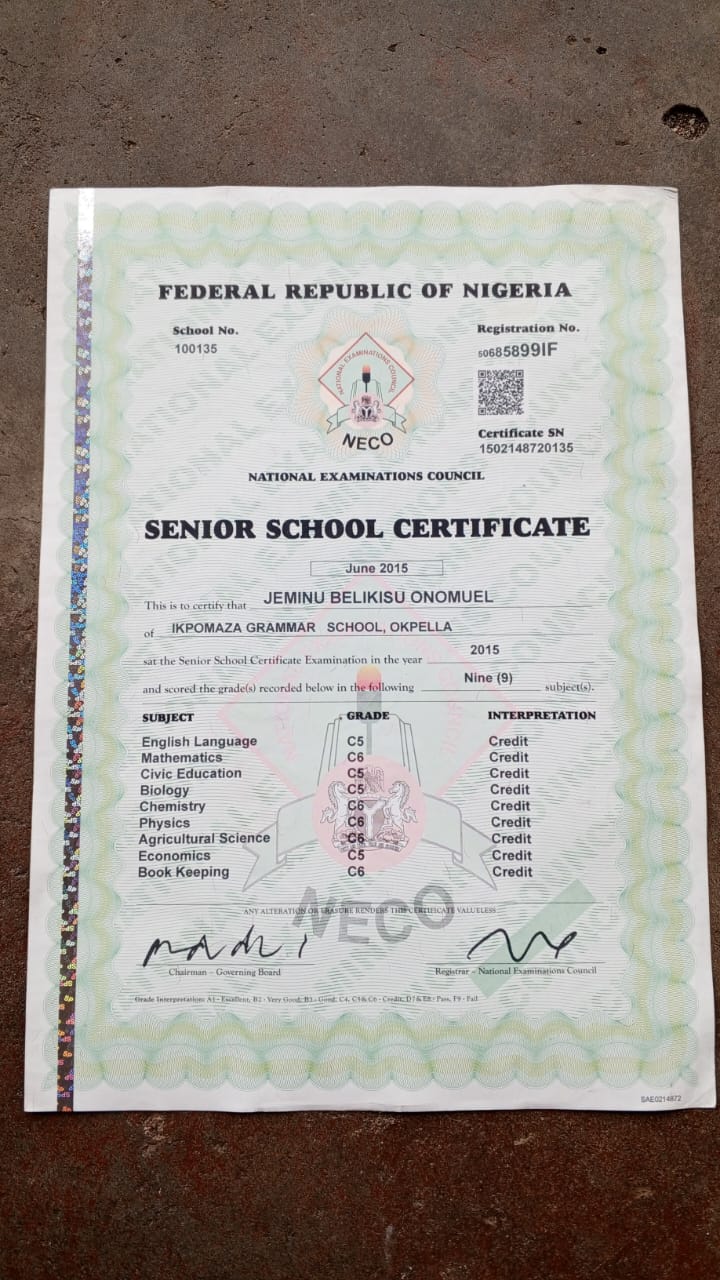 FEDERAL REPUBLIC OF NIGERIA
School No.
100135
Registration No.
50685899IF
NATIONAL EXAMINATIONS COUNCIL
NECO
Certificate SN
1502148720135
NATIONAL EXAMINATIONS COUNCIL
SENIOR SCHOOL CERTIFICATE
June 2015
This is to certify that JEMINU BELIKISU ONOMUEL
of IKPOMAZA GRAMMAR SCHOOL, OKPELLA
sat the Senior School Certificate Examination in the year 2015
and scored the grade(s) recorded below in the following Nine (9) subject(s).
SUBJECT GRADE INTERPRETATION
English Language C5 Credit
Mathematics C6 Credit
Civic Education C5 Credit
Biology C5 Credit
Chemistry C6 Credit
Physics C6 Credit
Agricultural Science C6 Credit
Economics C5 Credit
Book Keeping C6 Credit
NECO
ANY ALTERATION OR ERASURE RENDERS THIS CERTIFICATE VALUELESS
Chairman - Governing Board
Registrar - National Examinations Council
Grade Interpretation: A1 - Excellent, B2 - Very Good, B3 - Good, C4, C5 & C6 - Credit, D7 & E8 - Pass, F9 - Fail
SAE0214872